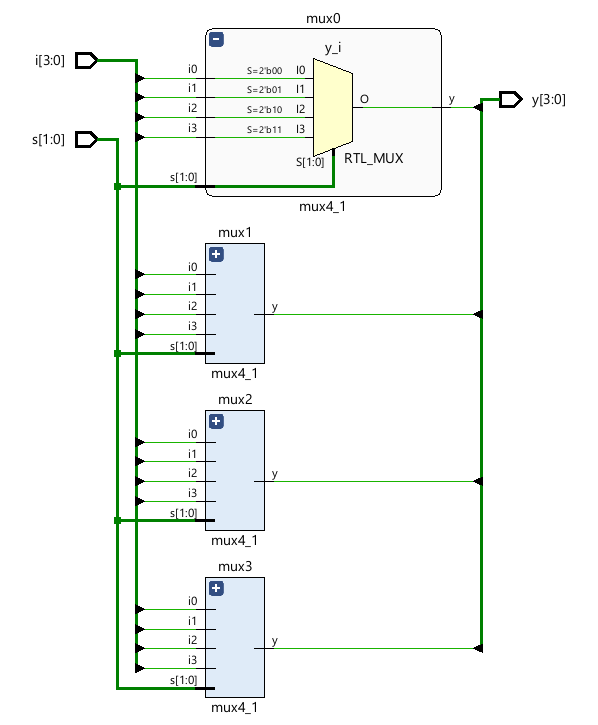 mux0
i[3:0]
y_i
i0 S=2'b00 I0
i1 S=2'b01 I1
i2 S=2'b10 I2
i3 S=2'b11 I3
O
y
y[3:0]
s[1:0]
S[1:0]
RTL_MUX
s[1:0]
mux4_1
mux1
i0
i1
i2
i3
s[1:0]
y
mux4_1
mux2
i0
i1
i2
i3
s[1:0]
y
mux4_1
mux3
i0
i1
i2
i3
s[1:0]
y
mux4_1